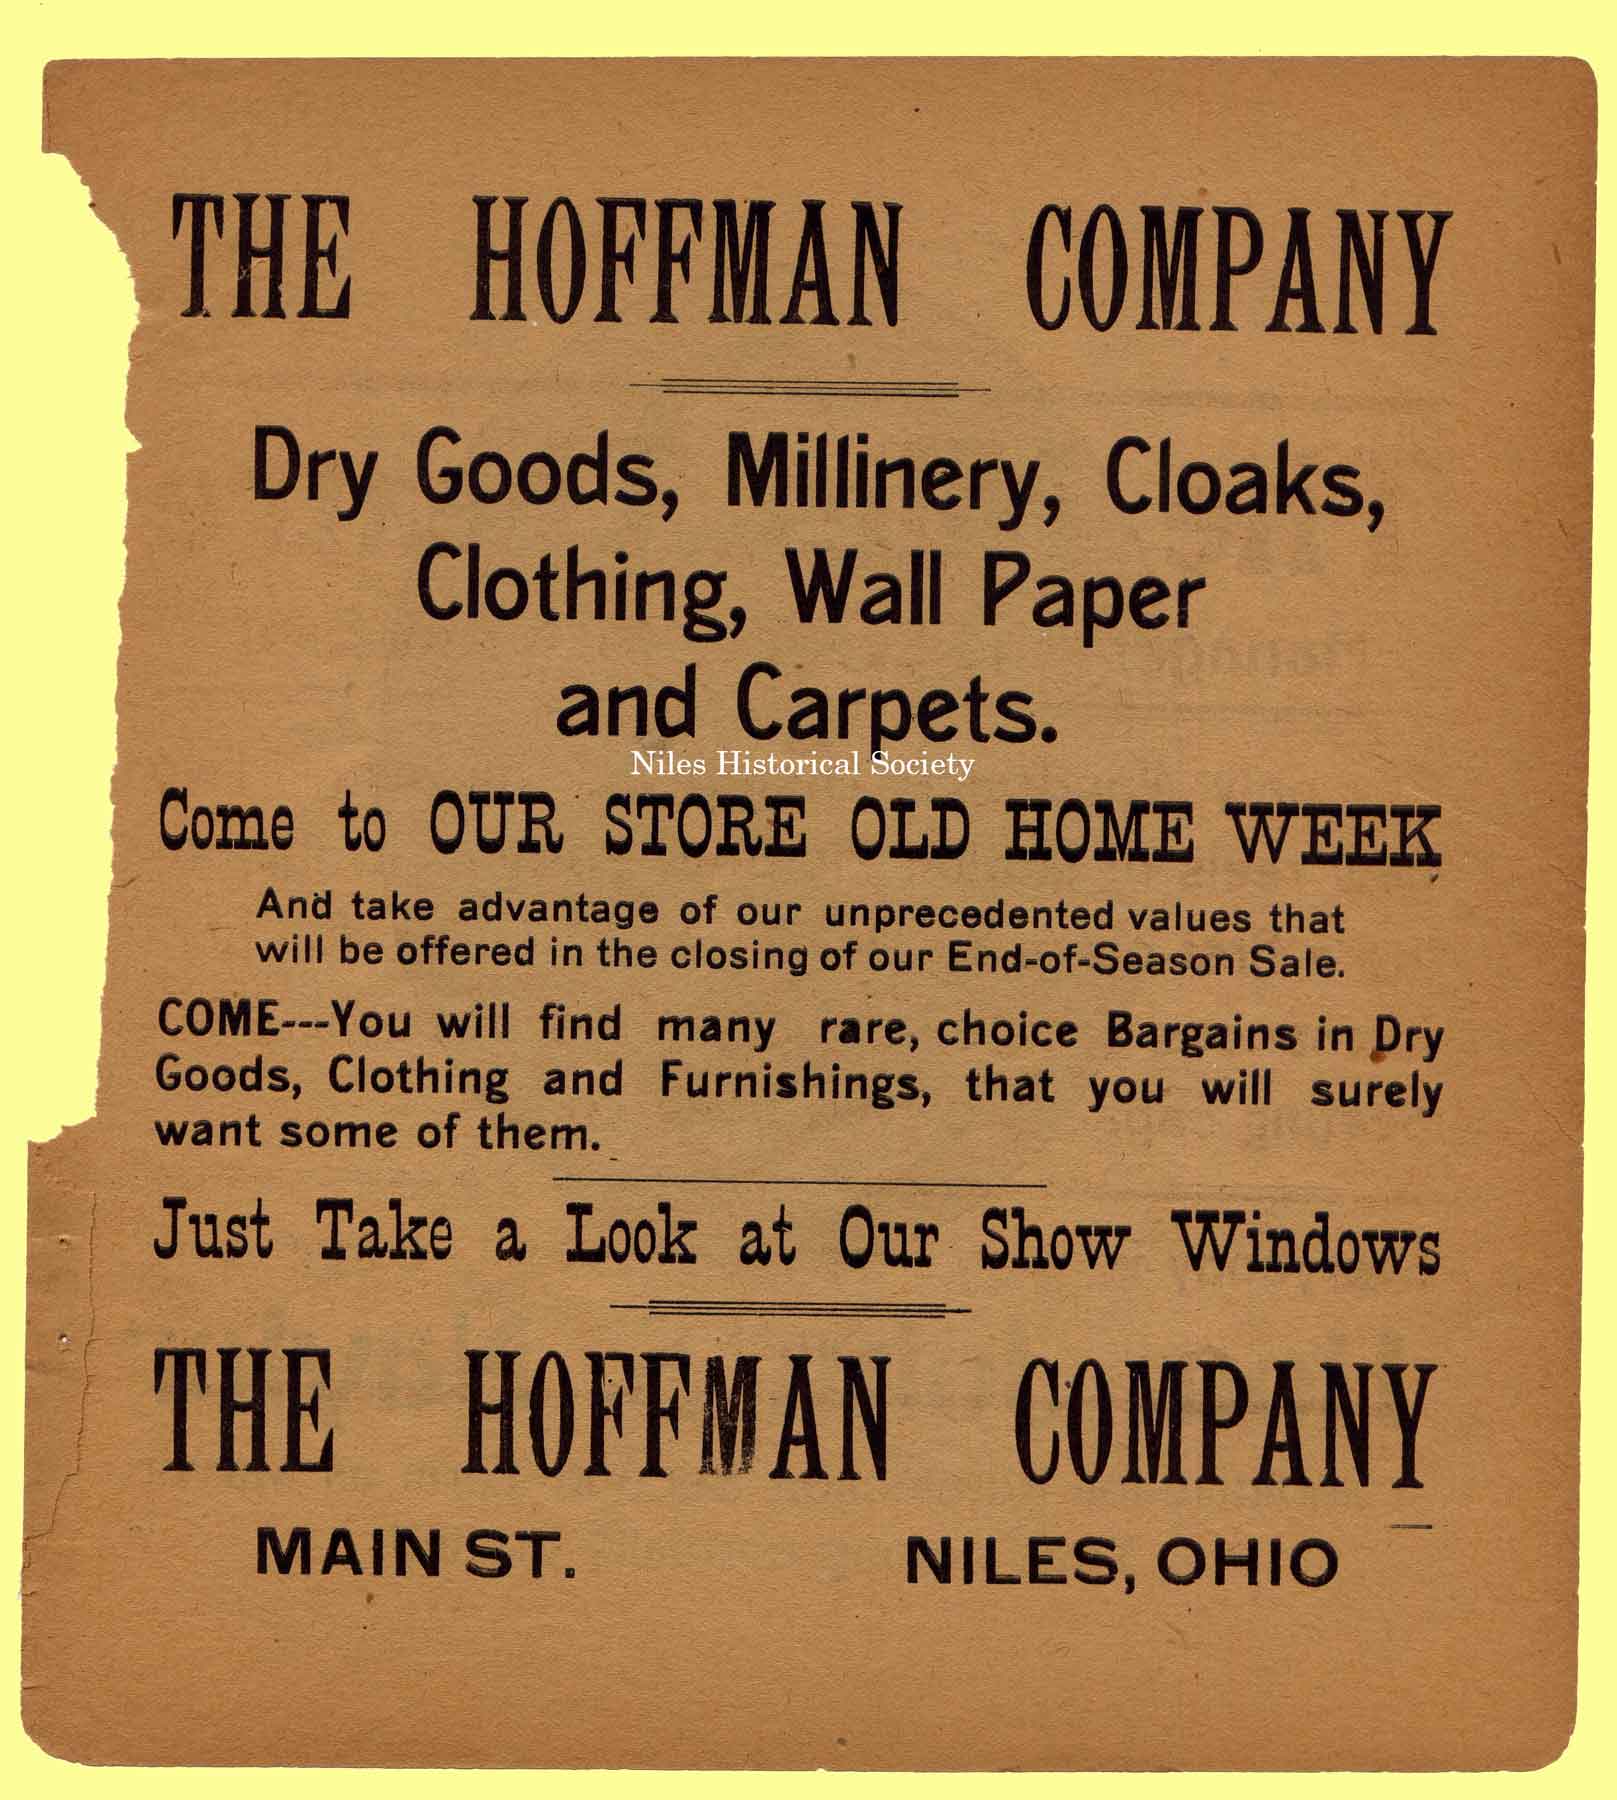 THE HOFFMAN COMPANY
Dry Goods, Millinery, Cloaks,
Clothing, Wall Paper
and Carpets.
Niles Historical Society
Come to OUR STORE OLD HOME WEEK
And take advantage of our unprecedented values that
will be offered in the closing of our End-of-Season Sale.
COME---You will find many rare, choice Bargains in Dry
Goods, Clothing and Furnishings, that you will surely
want some of them.
Just Take a Look at Our Show Windows
THE HOFFMAN COMPANY
MAIN ST. NILES, OHIO